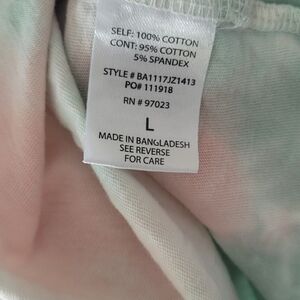 SELF: 100% COTTON
CONT: 95% COTTON
5% SPANDEX
STYLE # BA1117JZ1413
PO# 111918
RN # 97023
L
MADE IN BANGLADESH
SEE REVERSE
FOR CARE